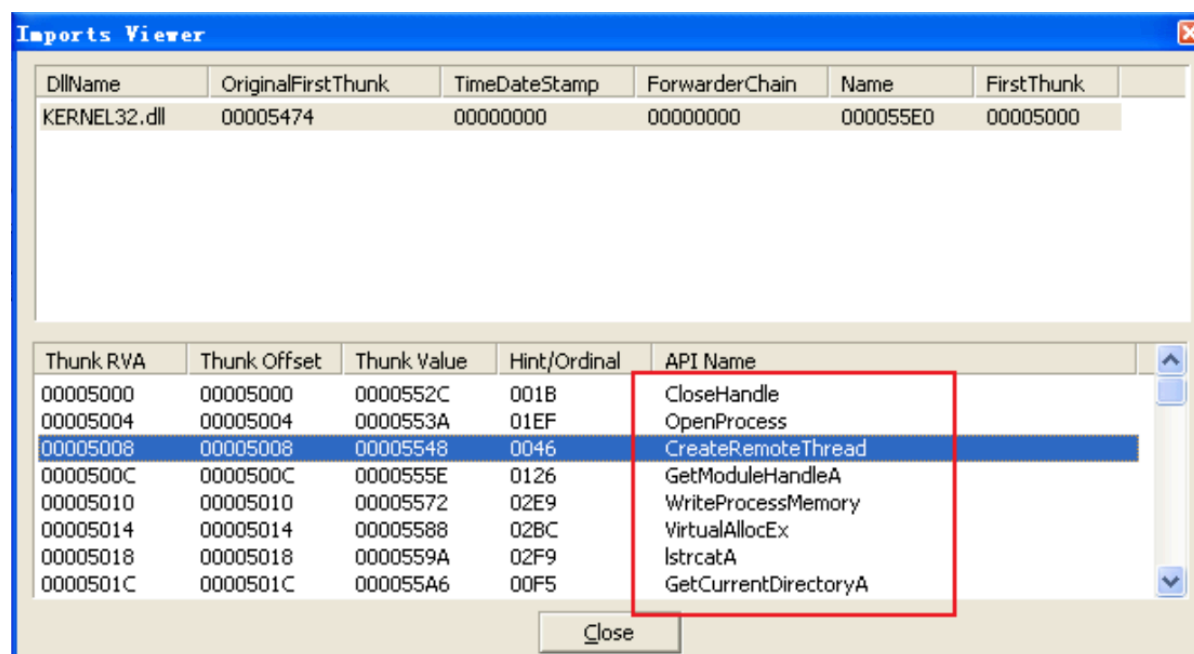 Imports Viewer
DllName OriginalFirstThunk TimeDateStamp ForwarderChain Name FirstThunk
KERNEL32.dll 00005474 00000000 00000000 000055E0 00005000
Thunk RVA Thunk Offset Thunk Value Hint/Ordinal API Name
00005000 00005000 0000552C 001B CloseHandle
00005004 00005004 0000553A 01EF OpenProcess
00005008 00005008 00005548 0046 CreateRemoteThread
0000500C 0000500C 0000555E 0126 GetModuleHandleA
00005010 00005010 00005572 02E9 WriteProcessMemory
00005014 00005014 00005588 02BC VirtualAllocEx
00005018 00005018 0000559A 02F9 lstrcatA
0000501C 0000501C 000055A6 00F5 GetCurrentDirectoryA
Close